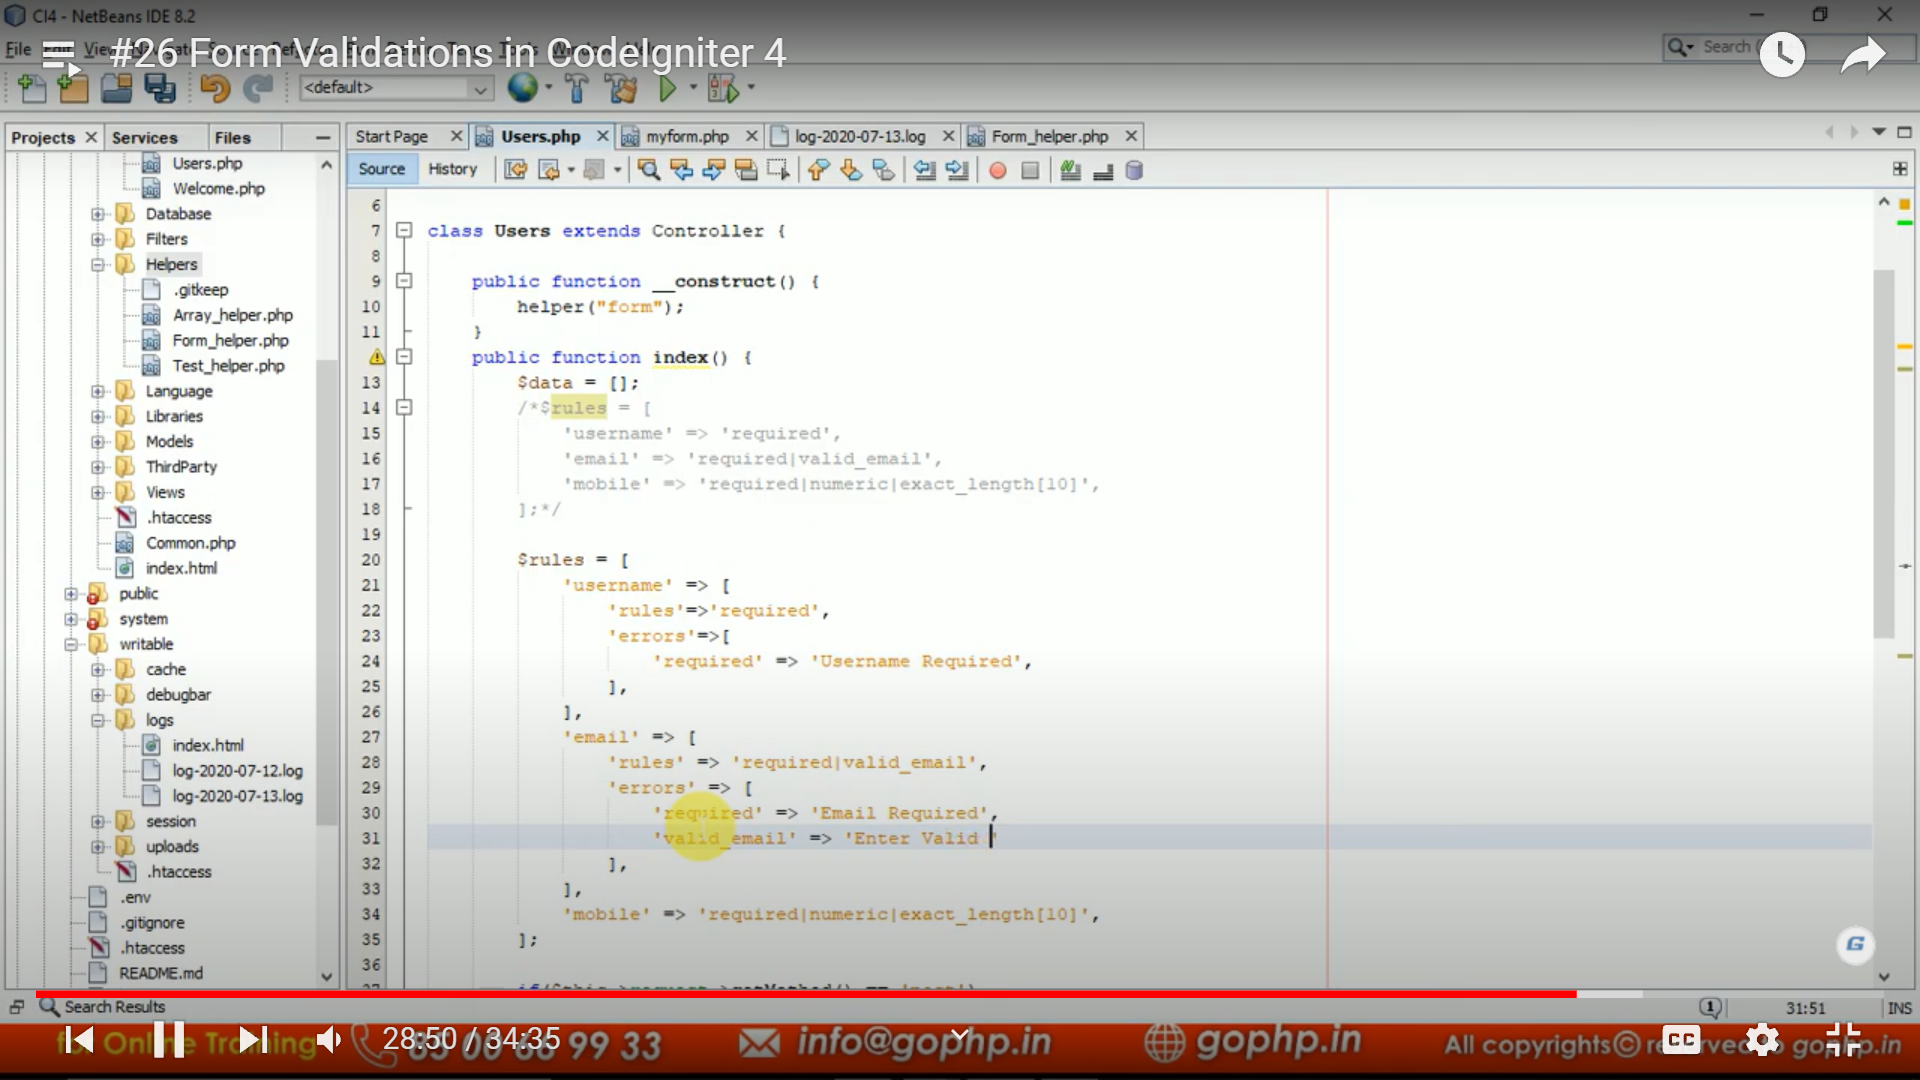 CI4 - NetBeans IDE 8.2
#26 Form Validations in CodeIgniter 4
File
Search (
<default>
Projects
Services
Files
Start Page
Users.php
myform.php
log-2020-07-13.log
Form_helper.php
Source
History
Users.php
Welcome.php
Database
Filters
Helpers
.gitkeep
Array_helper.php
Form_helper.php
Test_helper.php
Language
Libraries
Models
ThirdParty
Views
.htaccess
Common.php
index.html
public
system
writable
cache
debugbar
logs
index.html
log-2020-07-12.log
log-2020-07-13.log
session
uploads
.htaccess
.env
.gitignore
.htaccess
README.md
6
7 class Users extends Controller {
8
9 public function __construct() {
10 helper("form");
11 }
public function index() {
13 $data = [];
14 /*$rules = [
15 'username' => 'required',
16 'email' => 'required|valid_email',
17 'mobile' => 'required|numeric|exact_length[10]',
18 ];*/
19
20 $rules = [
21 'username' => [
22 'rules'=>'required',
23 'errors'=>[
24 'required' => 'Username Required',
25 ],
26 ],
27 'email' => [
28 'rules' => 'required|valid_email',
29 'errors' => [
30 'required' => 'Email Required',
31 'valid_email' => 'Enter Valid '
32 ],
33 ],
34 'mobile' => 'required|numeric|exact_length[10]',
35 ];
36
G
Search Results
1
31:51
INS
28:50 / 34:35
99 33
info@gophp.in
gophp.in
All copyrights©
CC